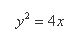 y² = 4x